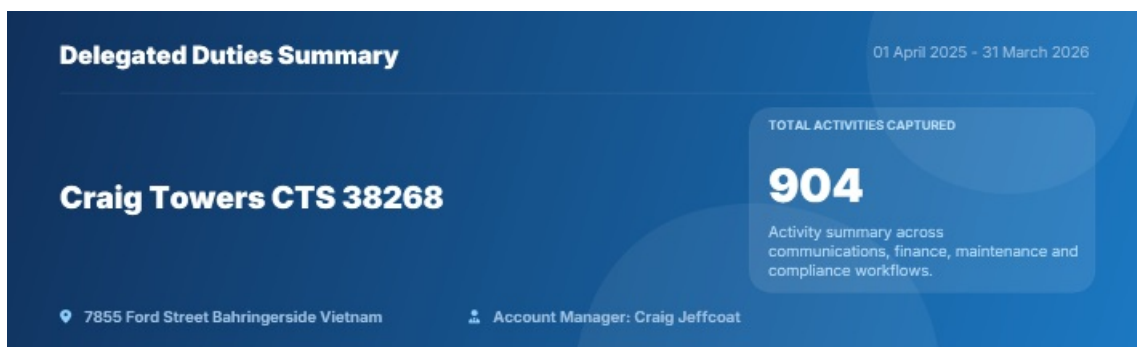 Delegated Duties Summary
01 April 2025 - 31 March 2026
TOTAL ACTIVITIES CAPTURED
904
Craig Towers CTS 38268
Activity summary across
communications, finance, maintenance and
compliance workflows.
7855 Ford Street Bahringerside Vietnam
Account Manager: Craig Jeffcoat